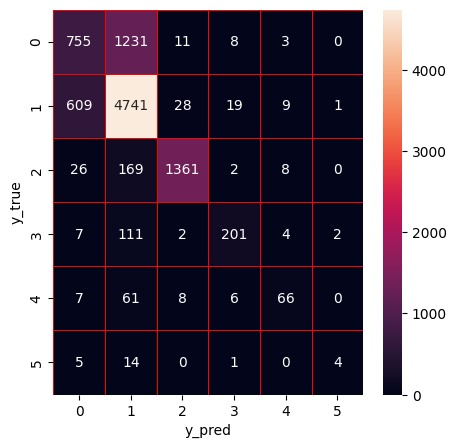 0 755 1231 11 8 3 0
1 609 4741 28 19 9 1
2 26 169 1361 2 8 0
3 7 111 2 201 4 2
4 7 61 8 6 66 0
5 5 14 0 1 0 4
0 1 2 3 4 5
y_pred
y_true
4000
3000
2000
1000
0